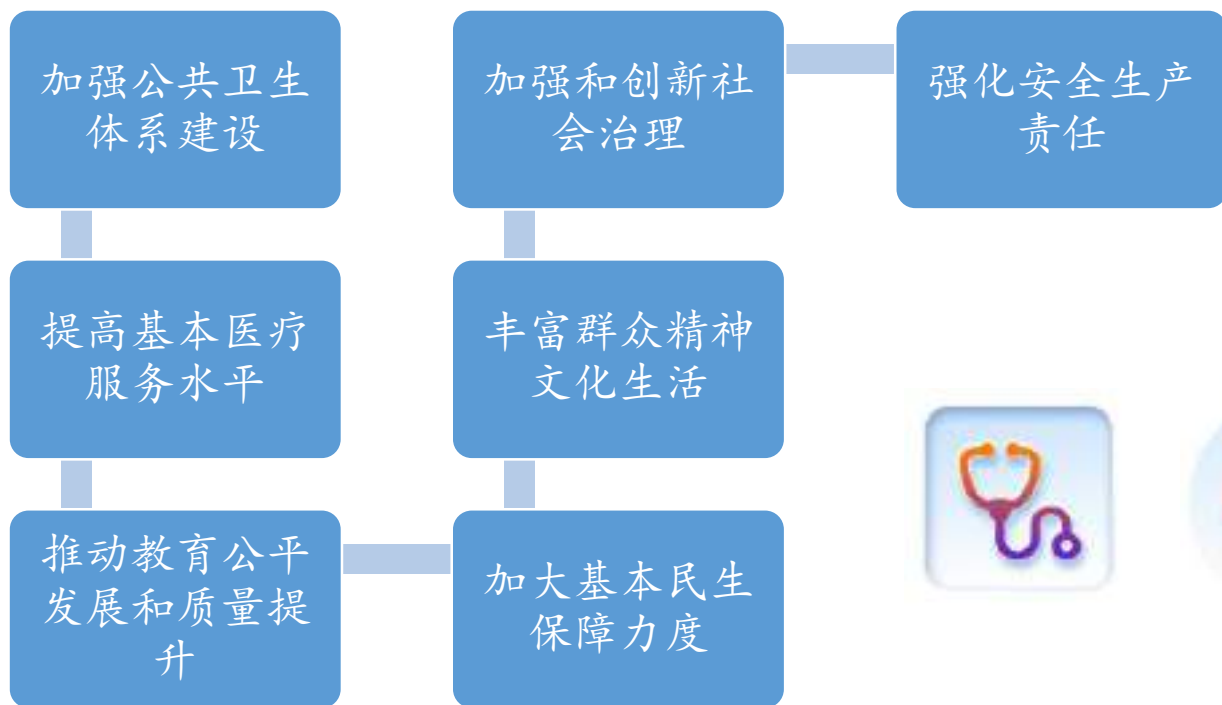 加强公共卫生
体系建设
提高基本医疗
服务水平
推动教育公平
发展和质量提
升
加大基本民生
保障力度
丰富群众精神
文化生活
加强和创新社
会治理
强化安全生产
责任